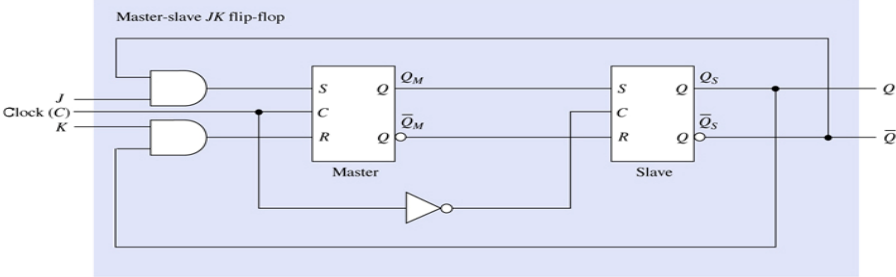 Master-slave JK flip-flop
J
Clock (C)
K
S
C
R
Q
Q
Master
Q_M
Q̅_M
S
C
R
Q
Q
Slave
Q_S
Q̅_S
Q
Q̅